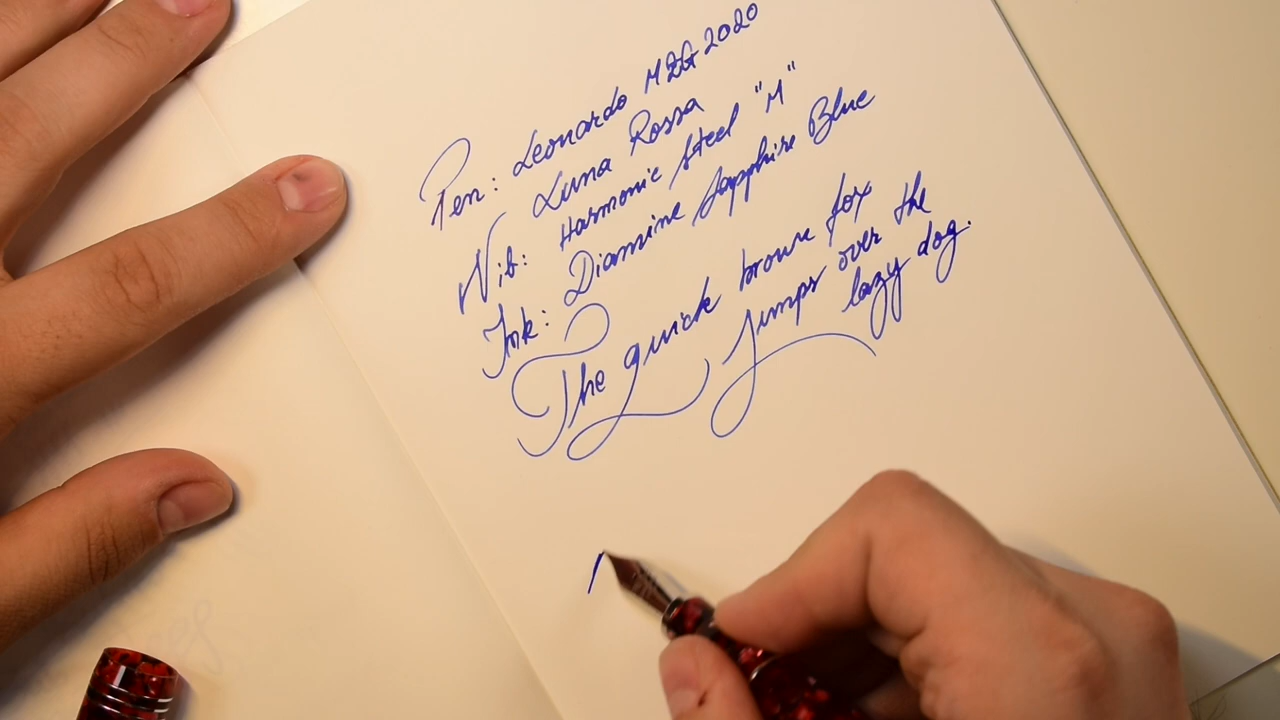 Pen: Leonardo MZG 2020
Luna Rossa
Nib: Harmonic Steel "M"
Ink: Diamine Sapphire Blue
The quick brown fox
jumps over the
lazy dog.